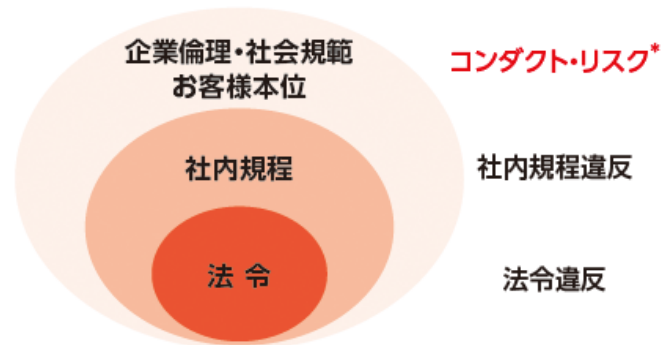 企業倫理・社会規範
お客様本位
コンダクト・リスク*
社内規程
社内規程違反
法令
法令違反